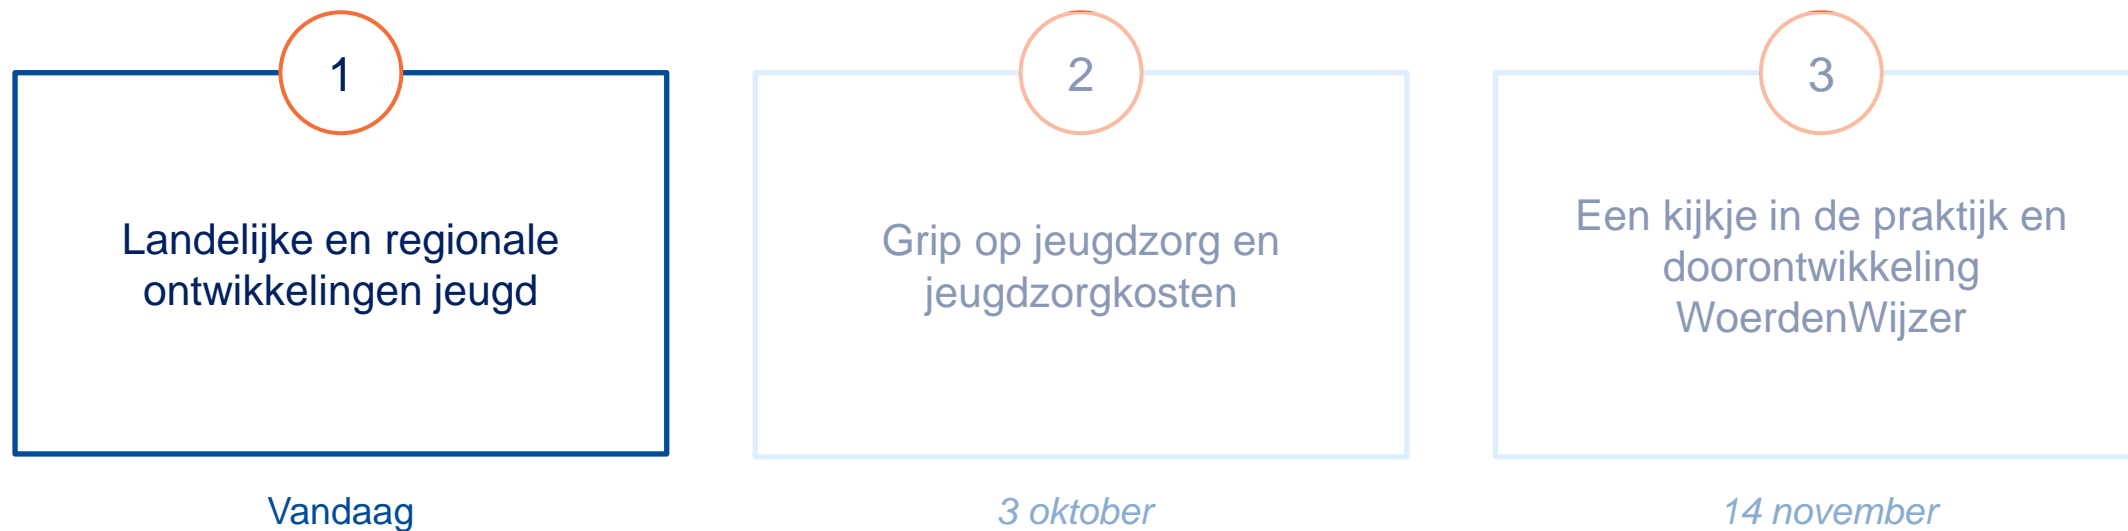 1
Landelijke en regionale
ontwikkelingen jeugd
Vandaag
2
Grip op jeugdzorg en
jeugdzorgkosten
3 oktober
3
Een kijkje in de praktijk en
doorontwikkeling
WoerdenWijzer
14 november